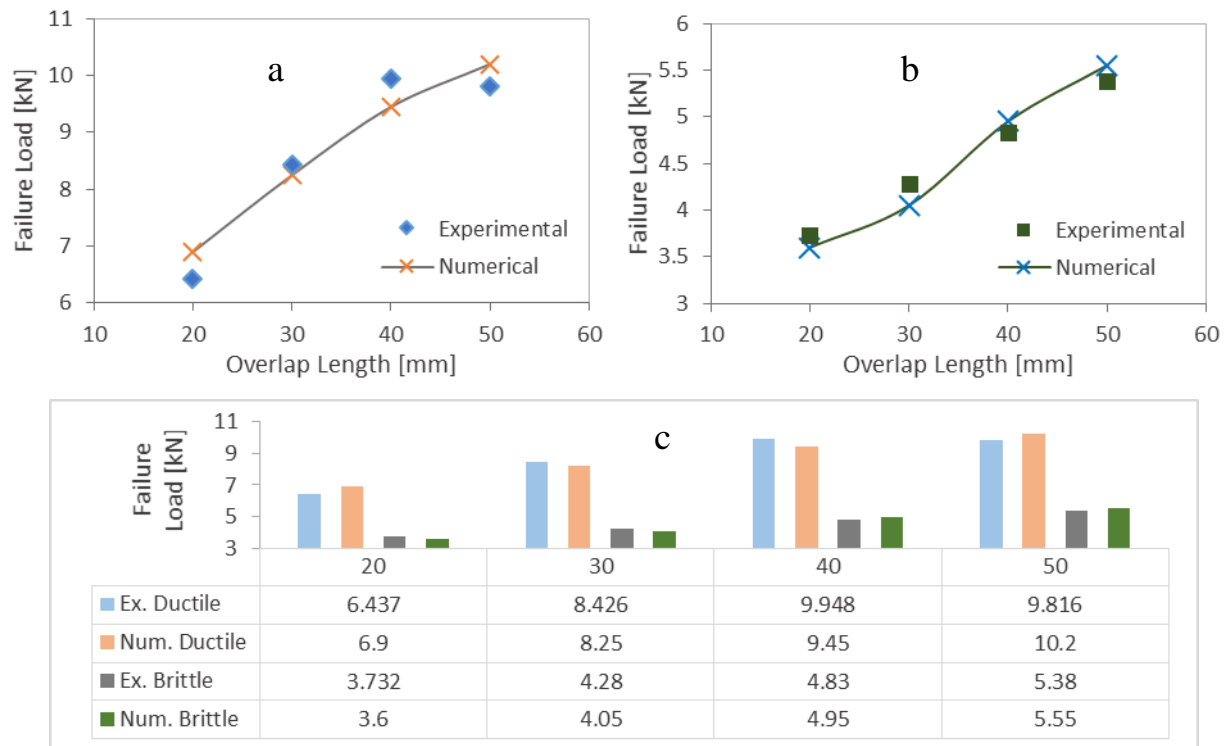 a
Failure Load [kN]
11
10
9
8
7
6
Experimental
Numerical
10 20 30 40 50 60
Overlap Length [mm]
b
Failure Load [kN]
6
5.5
5
4.5
4
3.5
3
Experimental
Numerical
10 20 30 40 50 60
Overlap Length [mm]
c
Failure
Load [kN]
11
9
7
5
3
20 30 40 50
Ex. Ductile 6.437 8.426 9.948 9.816
Num. Ductile 6.9 8.25 9.45 10.2
Ex. Brittle 3.732 4.28 4.83 5.38
Num. Brittle 3.6 4.05 4.95 5.55